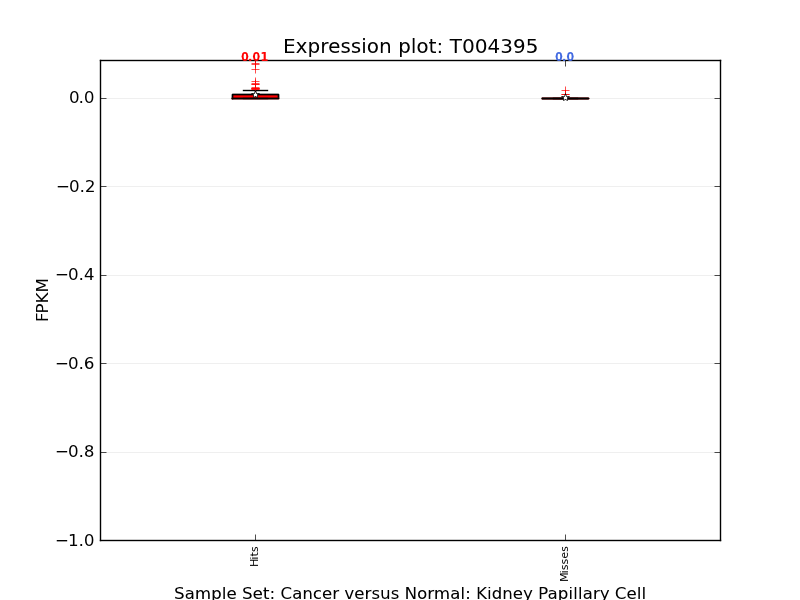 Expression plot: T004395
0.01
0.0
0.0
−0.2
−0.4
−0.6
−0.8
−1.0
FPKM
Hits
Misses
Sample Set: Cancer versus Normal: Kidney Papillary Cell